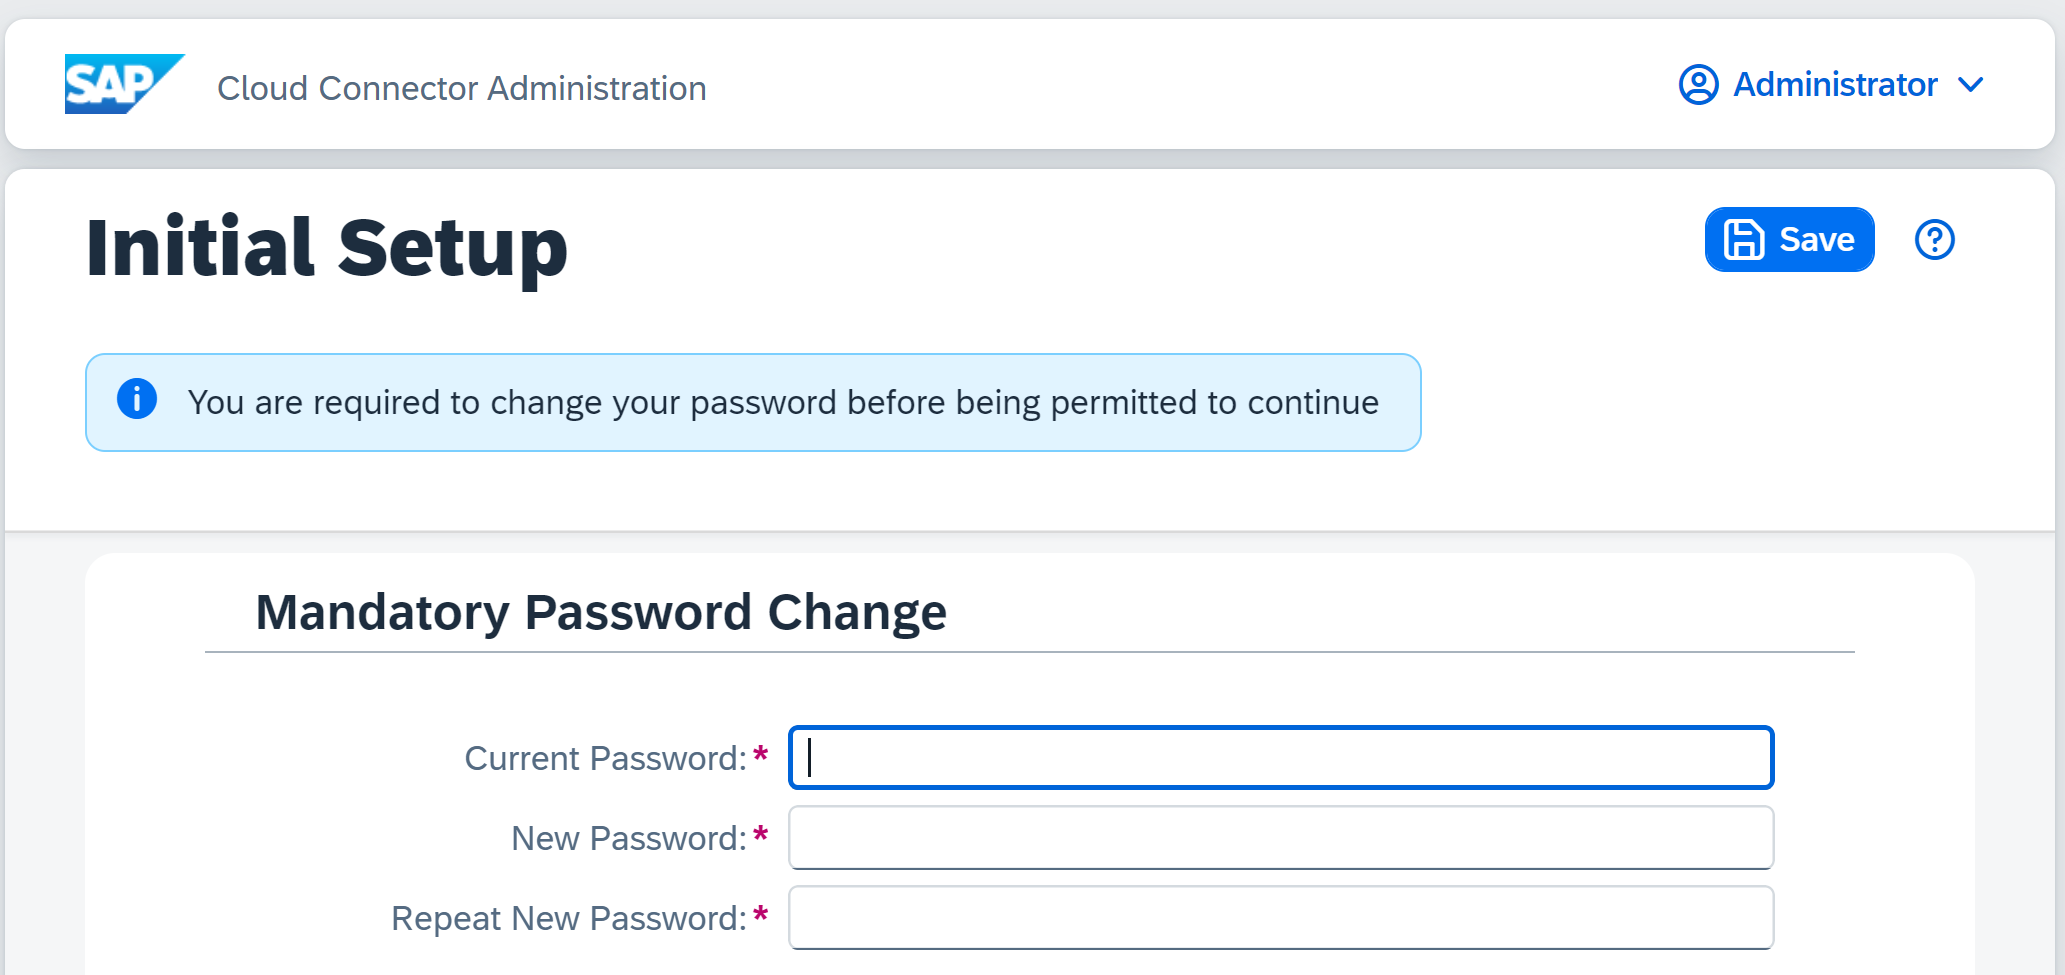 SAP
Cloud Connector Administration
Administrator
Initial Setup
Save
You are required to change your password before being permitted to continue
Mandatory Password Change
Current Password:*
New Password:*
Repeat New Password:*